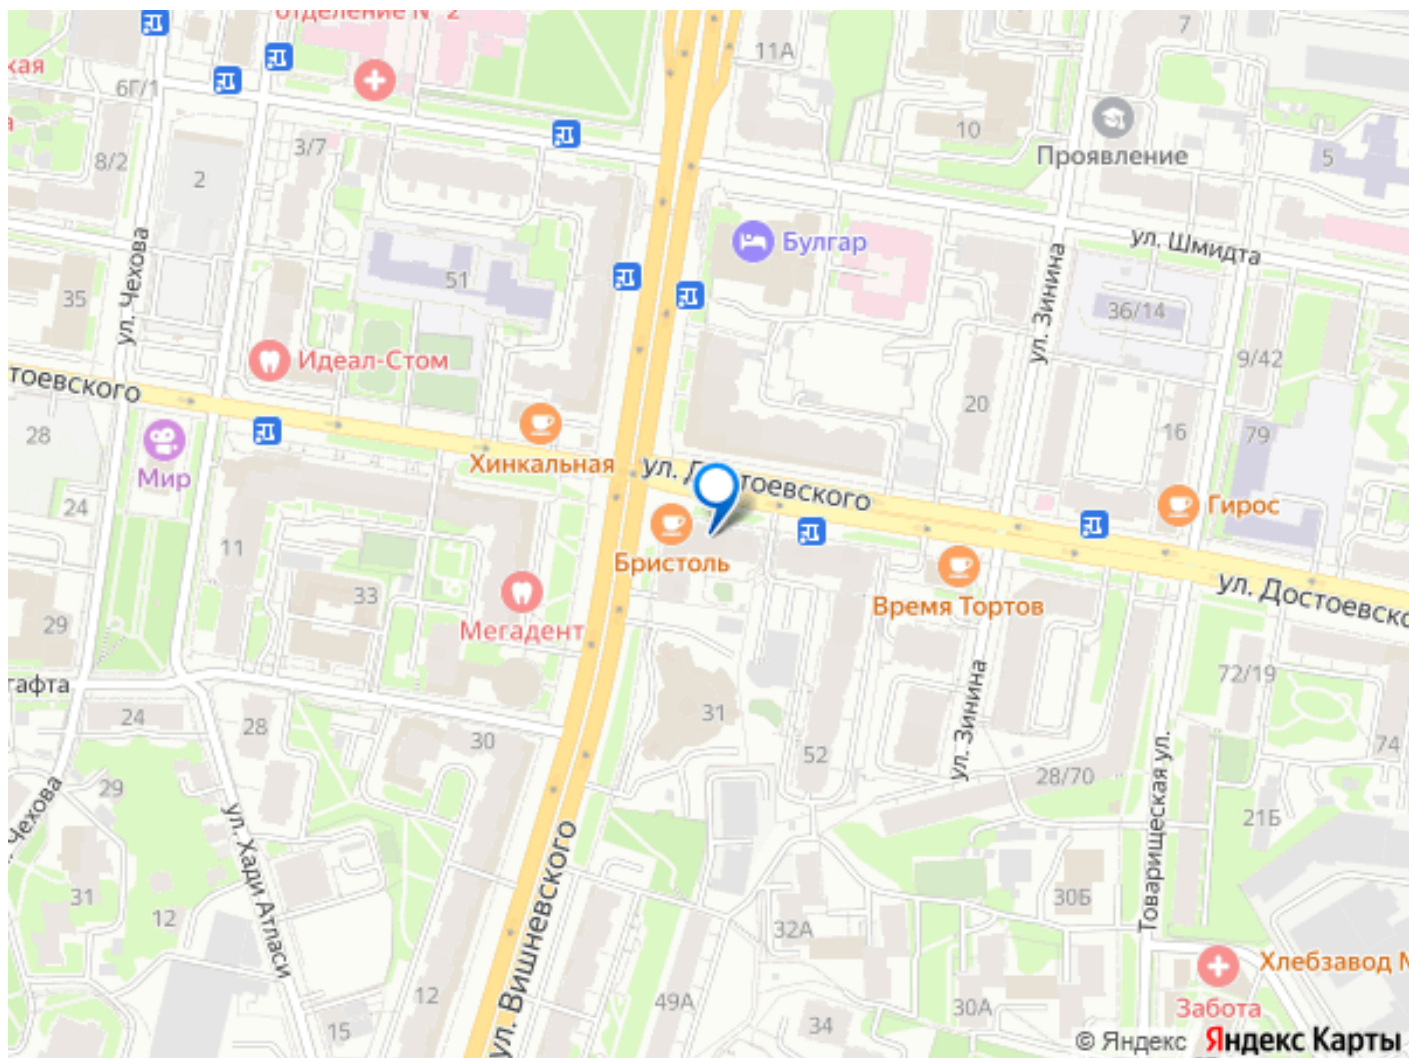 отделение № 2
кая
6Г/1
11А
7
а
8/2
2
3/7
10
Проявление
5
35
ул. Чехова
51
Булгар
ул. Зинина
ул. Шмидта
36/14
9/42
Идеал-Стом
тоевского
28
Мир
24
Хинкальная
ул. Достоевского
20
16
79
Гирос
11
33
Бристоль
Мегадент
Время Тортов
ул. Достоевско
29
гафта
24
28
30
31
52
ул. Зинина
28/70
Товарищеская ул.
72/19
74
29
Чехова
ул. Хади Атласи
ул. Вишневского
21Б
31
12
15
12
49А
32А
34
30А
30Б
Забота
Хлебзавод №
© Яндекс Яндекс Карты